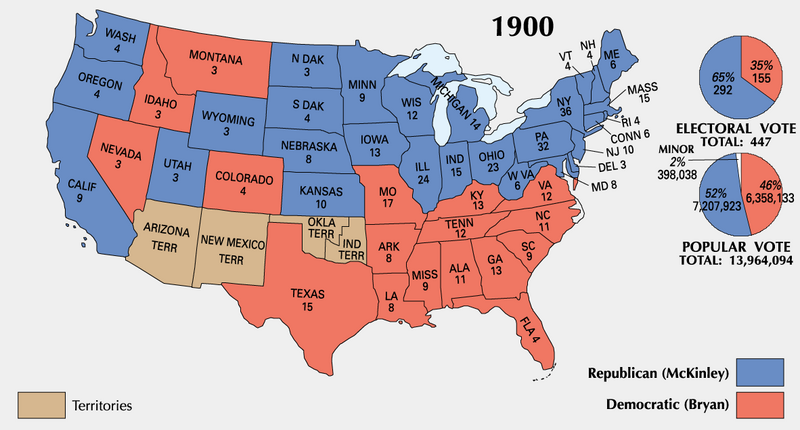 1900
WASH
4
OREGON
4
CALIF
9
NEVADA
3
IDAHO
3
MONTANA
3
WYOMING
3
UTAH
3
COLORADO
4
ARIZONA
TERR
NEW MEXICO
TERR
N DAK
3
S DAK
4
NEBRASKA
8
KANSAS
10
OKLA
TERR
IND
TERR
TEXAS
15
MINN
9
IOWA
13
MO
17
ARK
8
LA
8
WIS
12
ILL
24
MICHIGAN 14
IND
15
OHIO
23
KY
13
TENN
12
MISS
9
ALA
11
GA
13
FLA 4
SC
9
NC
11
VA
12
W VA
6
PA
32
NY
36
VT
4
NH
4
ME
6
MASS
15
RI 4
CONN 6
NJ 10
DEL 3
MD 8
65%
292
35%
155
ELECTORAL VOTE
TOTAL: 447
MINOR
2%
398,038
52%
7,207,923
46%
6,358,133
POPULAR VOTE
TOTAL: 13,964,094
Republican (McKinley)
Democratic (Bryan)
Territories